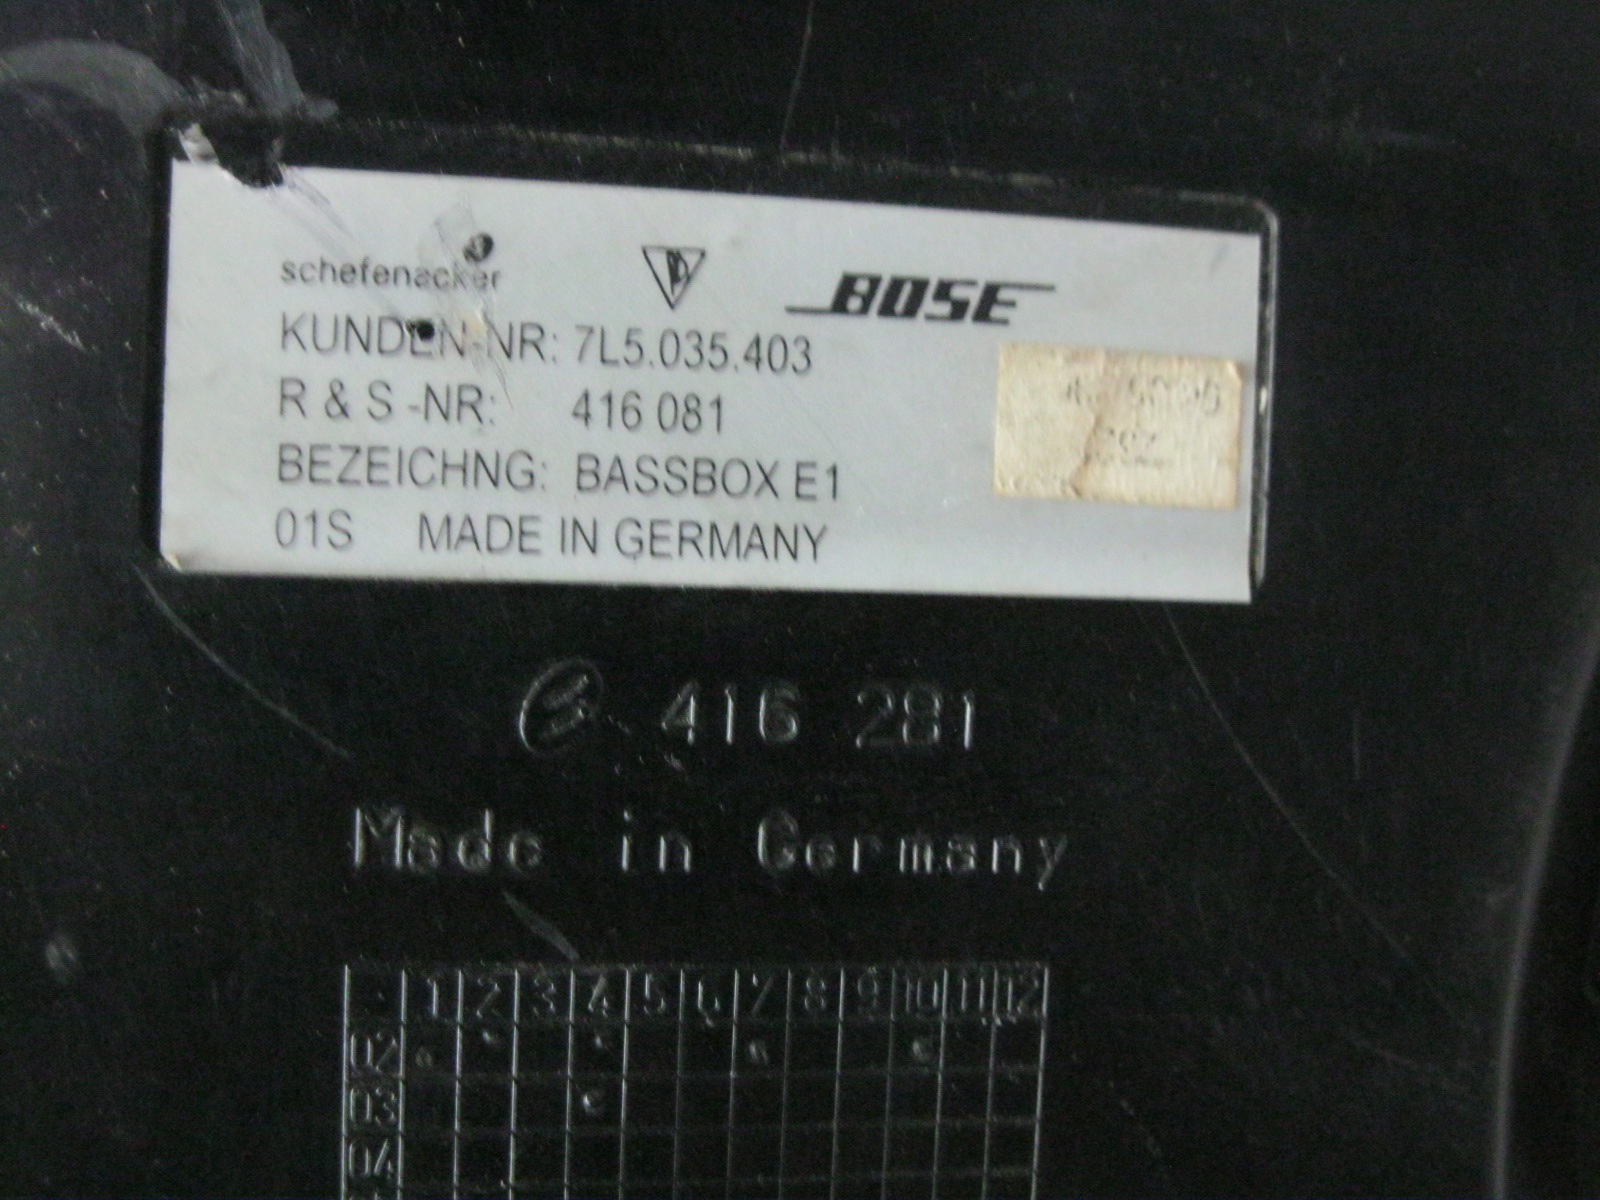 schefenacker
BOSE
KUNDEN-NR: 7L5.035.403
R & S -NR: 416 081
BEZEICHNG: BASSBOX E1
01S MADE IN GERMANY
416 281
Made in Germany
1 2 3 4 5 6 7 8 9 10 11 12
02
03
04